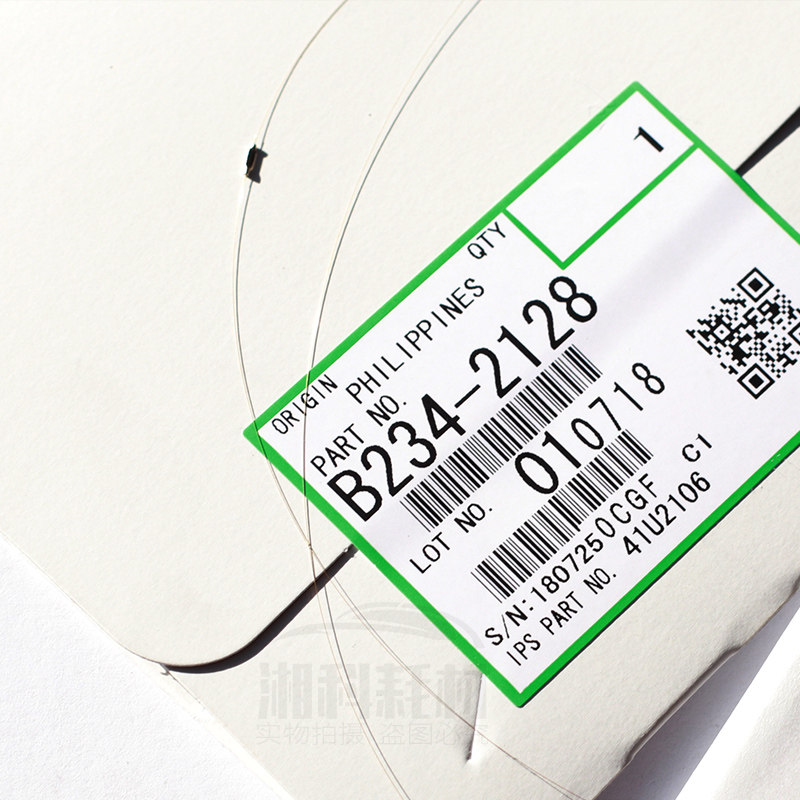 QTY 1
ORIGIN PHILIPPINES
PART NO.
B234-2128
LOT NO. 010718
S/N:1807250CGF C1
IPS PART NO. 41U2106
湘科耗材
实物拍摄 盗图必究